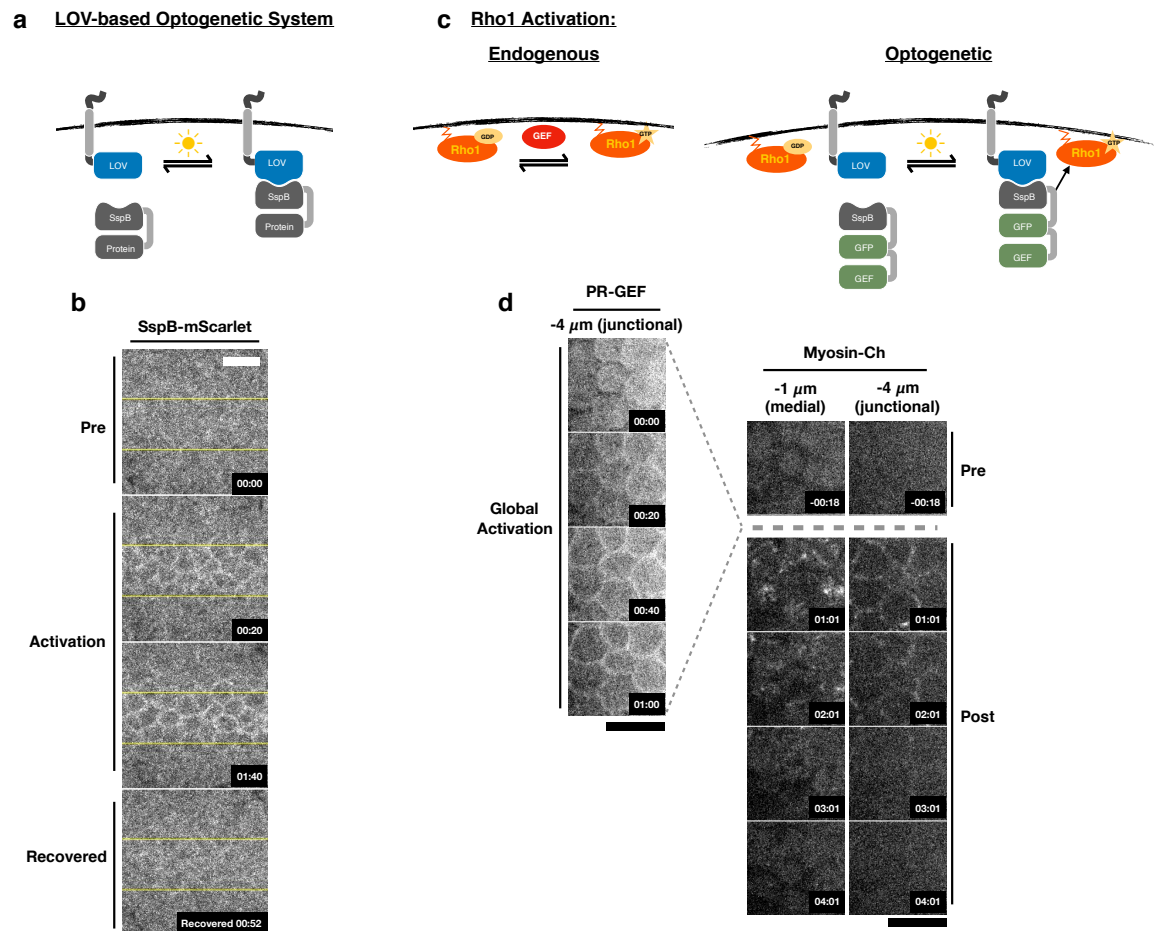 a LOV-based Optogenetic System
LOV
SspB
Protein
LOV
SspB
Protein
b
SspB-mScarlet
Pre
00:00
Activation
00:20
01:40
Recovered
Recovered 00:52
c Rho1 Activation:
Endogenous
Optogenetic
Rho1
GDP
GEF
Rho1
GTP
Rho1
GDP
LOV
SspB
GFP
GEF
LOV
SspB
GFP
GEF
Rho1
GTP
d
PR-GEF
-4 μm (junctional)
Global
Activation
00:00
00:20
00:40
01:00
Myosin-Ch
-1 μm
(medial)
-4 μm
(junctional)
Pre
-00:18
-00:18
Post
01:01
01:01
02:01
02:01
03:01
03:01
04:01
04:01